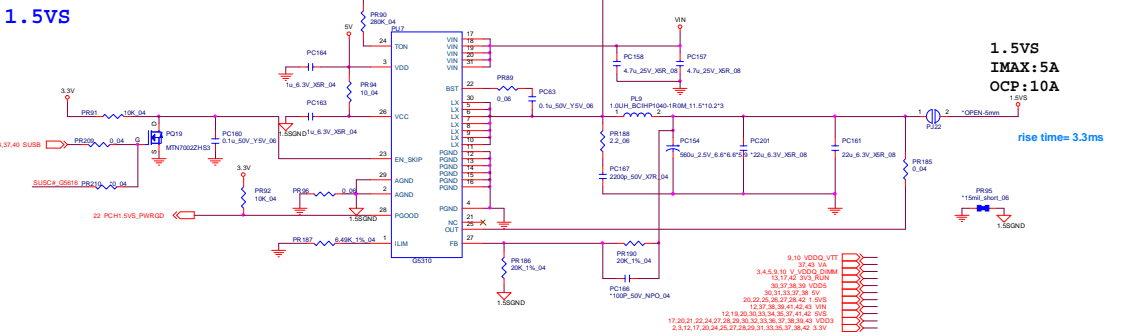 1.5VS
PR90
280K_04
5V
PU7
24
TON
3
VDD
26
VCC
23
EN_SKIP
29
AGND
2
AGND
28
PGOOD
1
ILIM
G5310
17
VIN
18
VIN
19
VIN
20
VIN
31
VIN
22
BST
30
LX
5
LX
6
LX
7
LX
8
LX
9
LX
10
LX
11
PGND
12
PGND
13
PGND
14
PGND
15
PGND
16
PGND
4
PGND
21
NC
25
OUT
27
FB
PC164
1u_6.3V_X5R_04
PR94
10_04
PC163
1u_6.3V_X5R_04
1.5SGND
3.3V
PR91
10K_04
PQ19
MTN7002ZHS3
G
D
S
PC160
0.1u_50V_Y5V_06
37,40 SUSB
PR209
0_04
SUSC#_G5616
PR210
3.3V
PR92
10K_04
PR96
0_06
1.5SGND
22 PCH1.5VS_PWRGD
PR187
6.49K_1%_04
PR89
0_06
PC63
0.1u_50V_Y5V_06
VIN
PC158
4.7u_25V_X5R_08
PC157
4.7u_25V_X5R_08
PL9
1.0UH_BCIHP1040-1R0M_11.5*10.2*3
1
2
PR188
2.2_06
PC167
2200p_50V_X7R_04
PC154
560u_2.5V_6.6*6.6*5.9
PC201
*22u_6.3V_X5R_08
PC161
22u_6.3V_X5R_08
PR185
0_04
1
2
PJ22
*OPEN-5mm
1.5VS
1.5VS
IMAX:5A
OCP:10A
rise time= 3.3ms
PR95
*15mil_short_06
1.5SGND
PR186
20K_1%_04
1.5SGND
PR190
20K_1%_04
PC166
*100P_50V_NPO_04
9,10 VDDQ_VTT
37,43 VA
3,4,5,9,10 V_VDDQ_DIMM
13,17,42 3V3_RUN
30,37,38,39 VDD5
30,31,33,37,38 5V
20,22,25,26,27,28,42 1.5VS
12,37,38,39,41,42,43 VIN
12,19,20,30,33,34,35,37,41,42 5VS
17,20,21,22,24,27,28,29,30,32,33,36,37,38,39,43 VDD3
2,3,12,17,20,24,25,27,28,29,31,33,35,37,38,42 3.3V